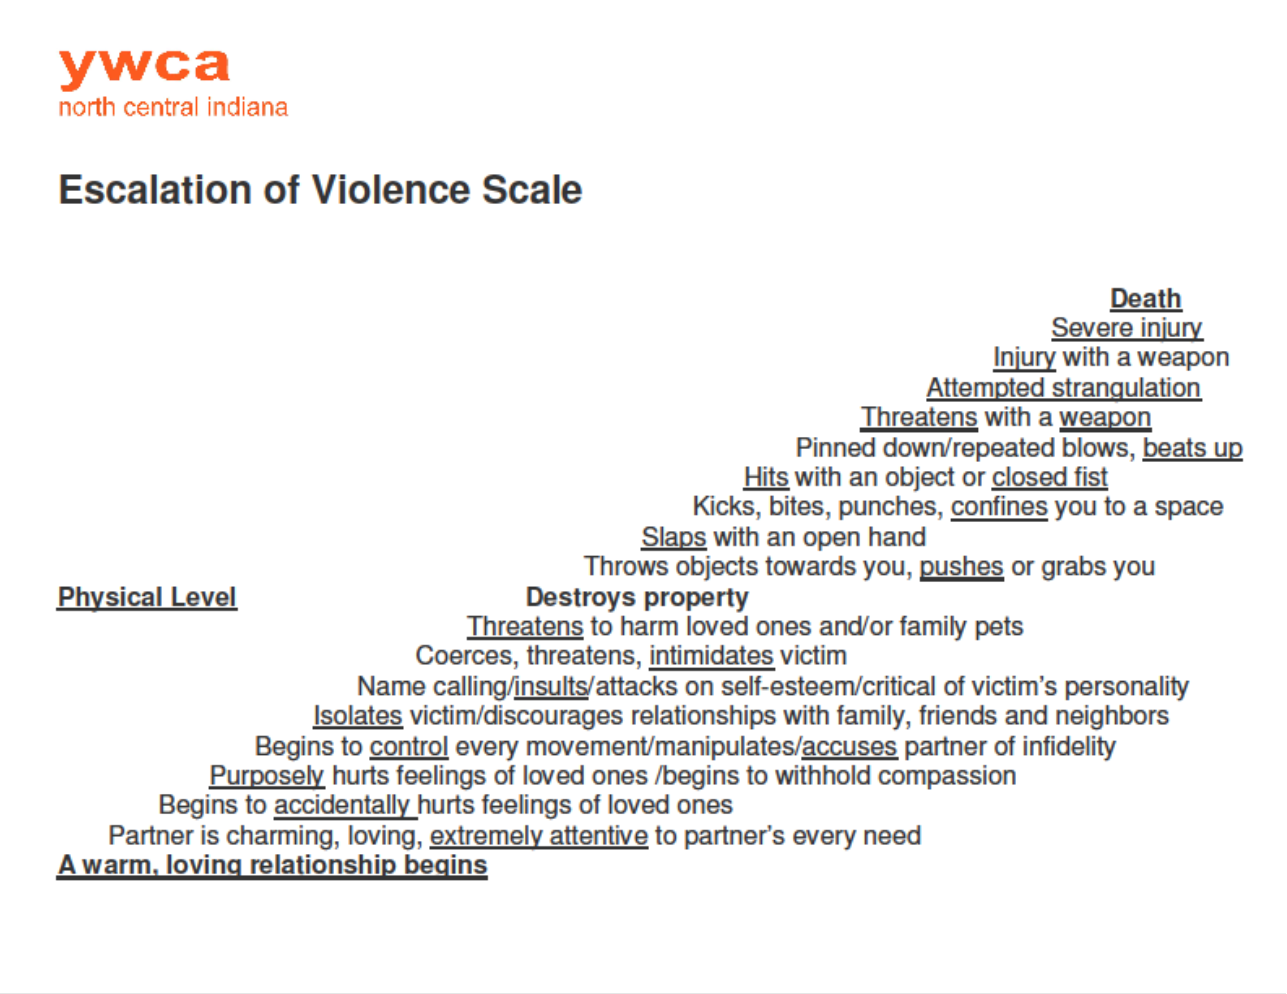 ywca
north central indiana
Escalation of Violence Scale
Death
Severe injury
Injury with a weapon
Attempted strangulation
Threatens with a weapon
Pinned down/repeated blows, beats up
Hits with an object or closed fist
Kicks, bites, punches, confines you to a space
Slaps with an open hand
Throws objects towards you, pushes or grabs you
Physical Level Destroys property
Threatens to harm loved ones and/or family pets
Coerces, threatens, intimidates victim
Name calling/insults/attacks on self-esteem/critical of victim's personality
Isolates victim/discourages relationships with family, friends and neighbors
Begins to control every movement/manipulates/accuses partner of infidelity
Purposely hurts feelings of loved ones /begins to withhold compassion
Begins to accidentally hurts feelings of loved ones
Partner is charming, loving, extremely attentive to partner's every need
A warm, loving relationship begins